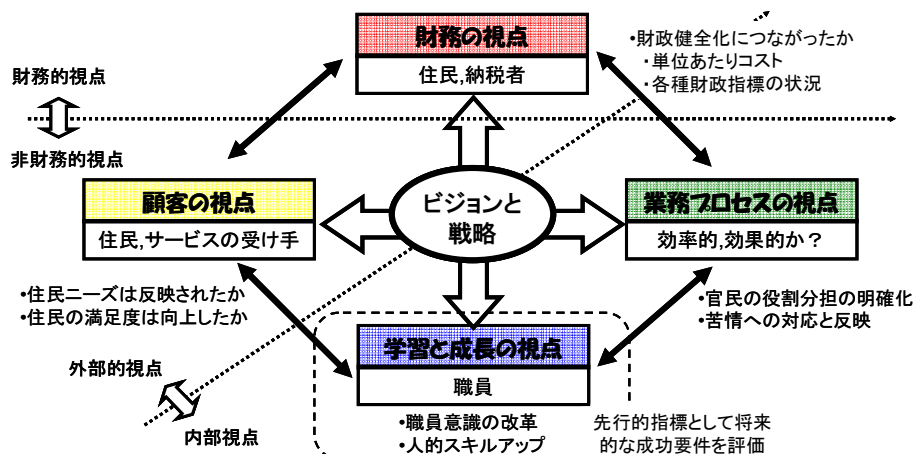 財務の視点
住民,納税者
•財政健全化につながったか
・単位あたりコスト
・各種財政指標の状況
財務的視点
非財務的視点
顧客の視点
住民,サービスの受け手
ビジョンと
戦略
業務プロセスの視点
効率的,効果的か？
•住民ニーズは反映されたか
•住民の満足度は向上したか
•官民の役割分担の明確化
•苦情への対応と反映
学習と成長の視点
職員
外部的視点
内部視点
•職員意識の改革
•人的スキルアップ
先行的指標として将来
的な成功要件を評価